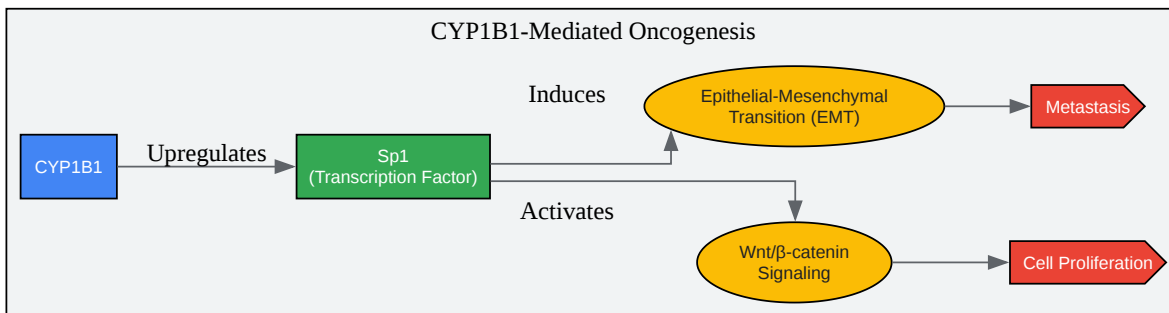 CYP1B1-Mediated Oncogenesis
CYP1B1
Upregulates
Sp1
(Transcription Factor)
Induces
Epithelial-Mesenchymal
Transition (EMT)
Metastasis
Activates
Wnt/β-catenin
Signaling
Cell Proliferation